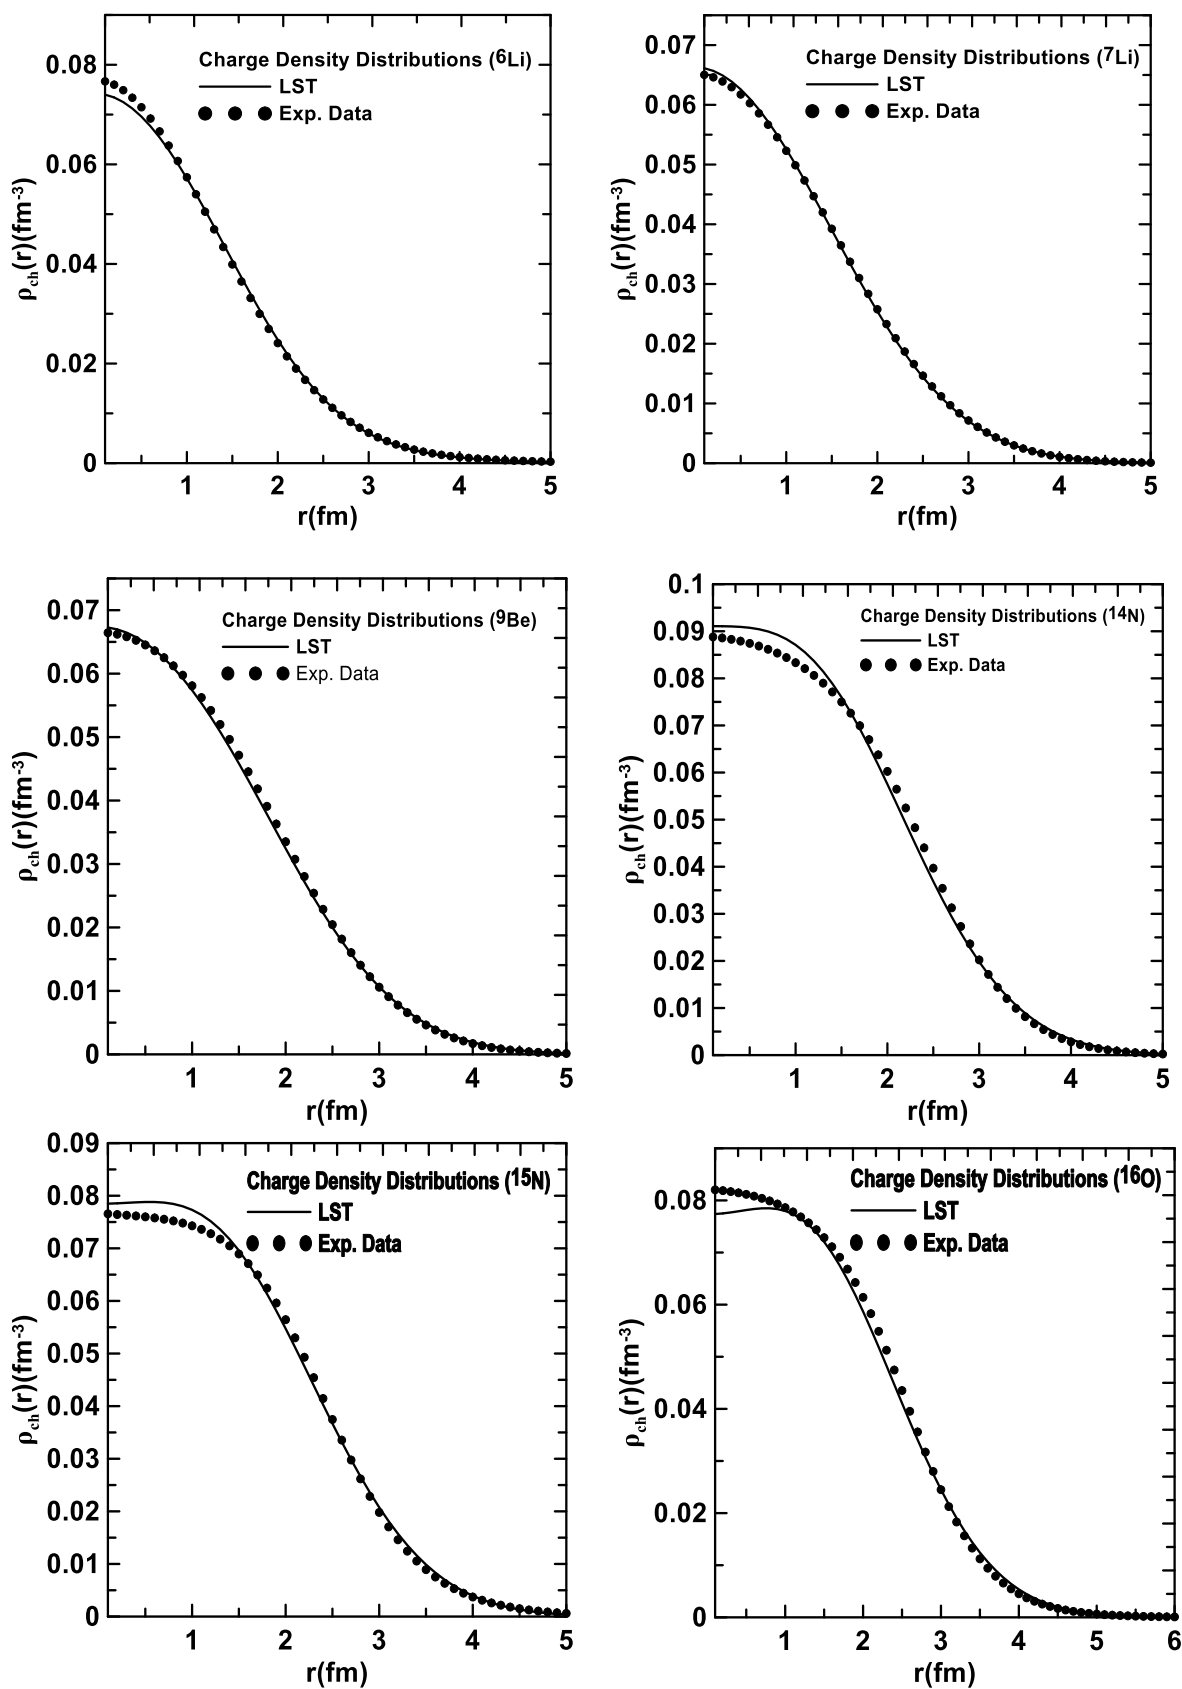 Charge Density Distributions (⁶Li)
LST
Exp. Data
0.08
0.06
0.04
0.02
0
ρch(r)(fm⁻³)
1 2 3 4 5
r(fm)
Charge Density Distributions (⁷Li)
LST
Exp. Data
0.07
0.06
0.05
0.04
0.03
0.02
0.01
0
ρch(r)(fm⁻³)
1 2 3 4 5
r(fm)
Charge Density Distributions (⁹Be)
LST
Exp. Data
0.07
0.06
0.05
0.04
0.03
0.02
0.01
0
ρch(r)(fm⁻³)
1 2 3 4 5
r(fm)
Charge Density Distributions (¹⁴N)
LST
Exp. Data
0.1
0.09
0.08
0.07
0.06
0.05
0.04
0.03
0.02
0.01
0
ρch(r)(fm⁻³)
1 2 3 4 5
r(fm)
Charge Density Distributions (¹⁵N)
LST
Exp. Data
0.09
0.08
0.07
0.06
0.05
0.04
0.03
0.02
0.01
0
ρch(r)(fm⁻³)
1 2 3 4 5
r(fm)
Charge Density Distributions (¹⁶O)
LST
Exp. Data
0.08
0.06
0.04
0.02
0
ρch(r)(fm⁻³)
1 2 3 4 5 6
r(fm)